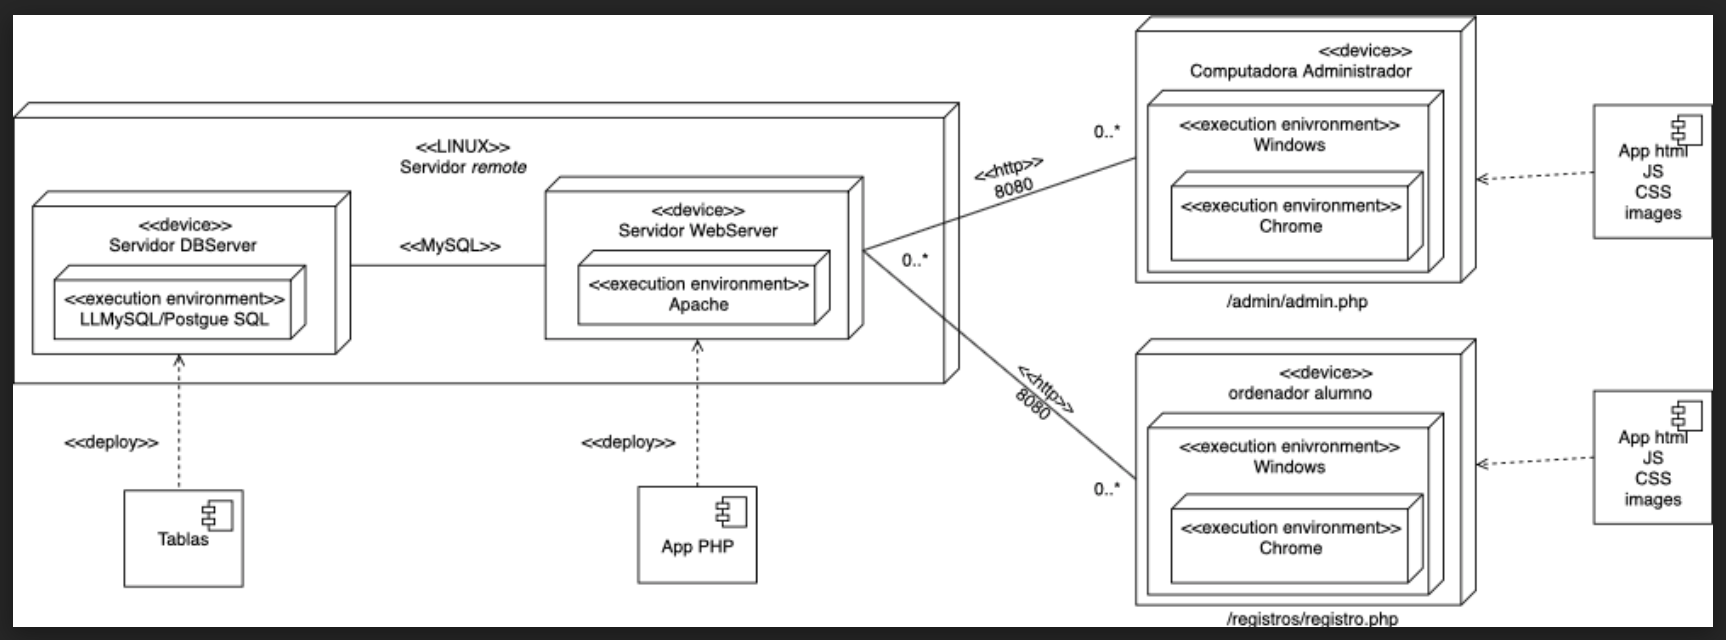 <<LINUX>>
Servidor remote
<<device>>
Servidor DBServer
<<execution environment>>
LLMySQL/Postgue SQL
<<MySQL>>
<<device>>
Servidor WebServer
<<execution environment>>
Apache
<<deploy>>
Tablas
<<deploy>>
App PHP
<<http>>
8080
0..*
0..*
<<http>>
8080
0..*
<<device>>
Computadora Administrador
<<execution enivronment>>
Windows
<<execution environment>>
Chrome
/admin/admin.php
App html
JS
CSS
images
<<device>>
ordenador alumno
<<execution enivronment>>
Windows
<<execution environment>>
Chrome
/registros/registro.php
App html
JS
CSS
images